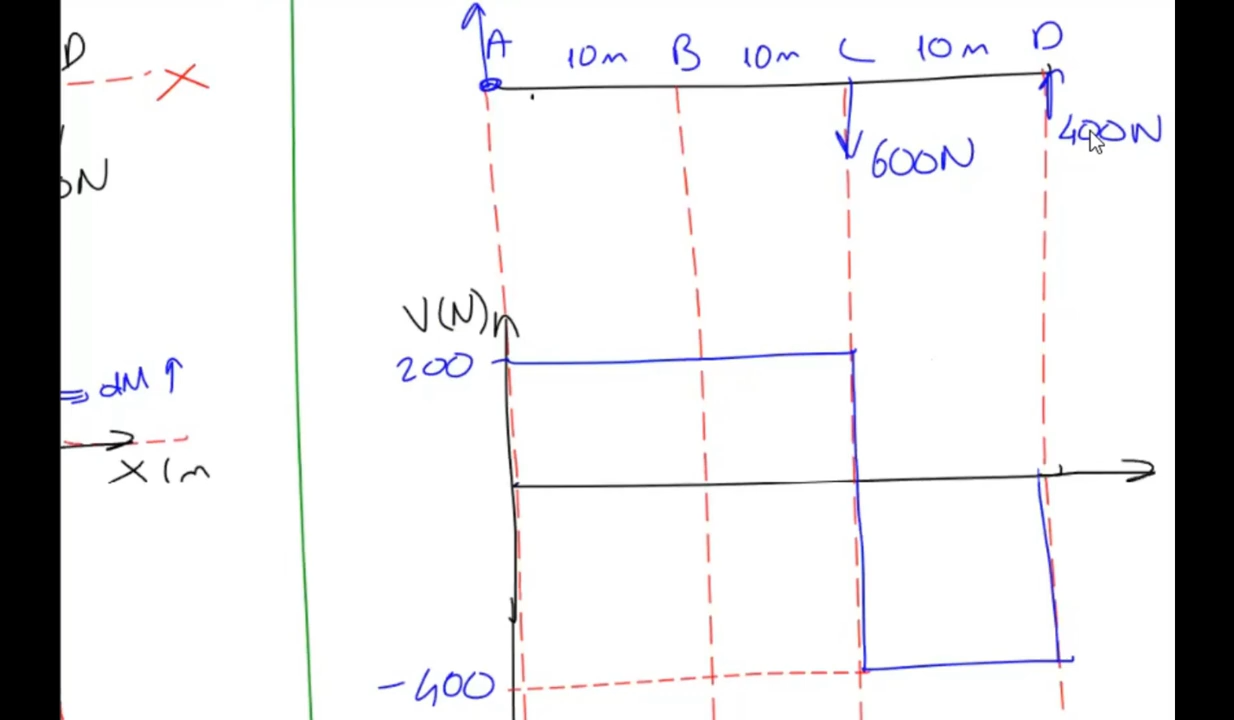 D
X
N
dM ↑
X (m
A 10m B 10m C 10m D
400N
600N
V(N)
200
-400